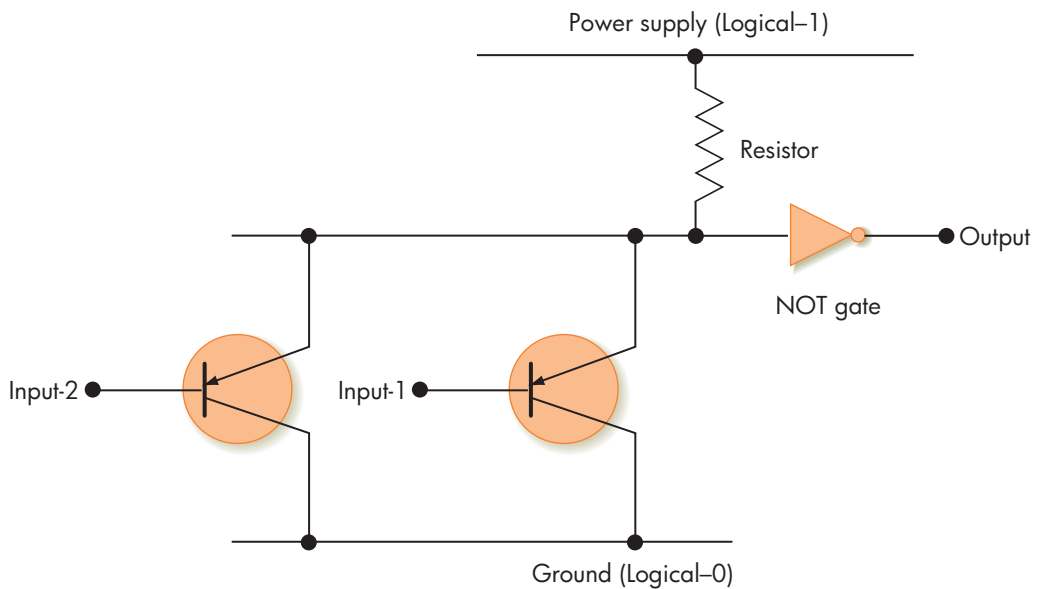 Power supply (Logical–1)
Resistor
Output
NOT gate
Input-2
Input-1
Ground (Logical–0)